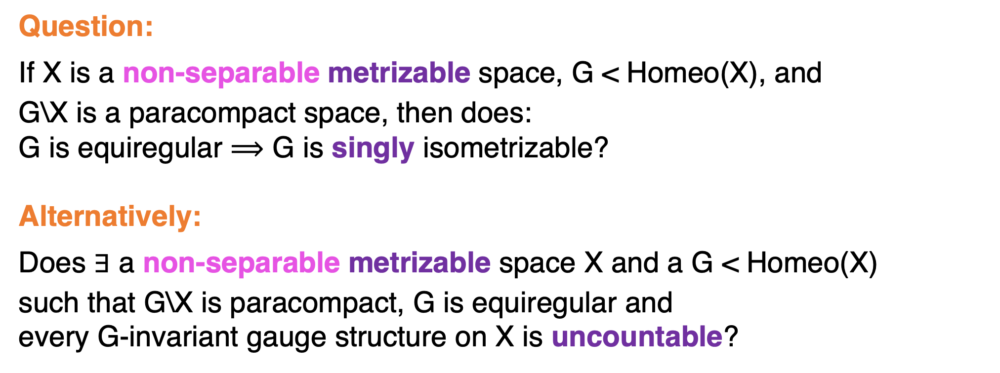 Question:
If X is a non-separable metrizable space, G < Homeo(X), and
G\X is a paracompact space, then does:
G is equiregular ⟹ G is singly isometrizable?
Alternatively:
Does ∃ a non-separable metrizable space X and a G < Homeo(X)
such that G\X is paracompact, G is equiregular and
every G-invariant gauge structure on X is uncountable?